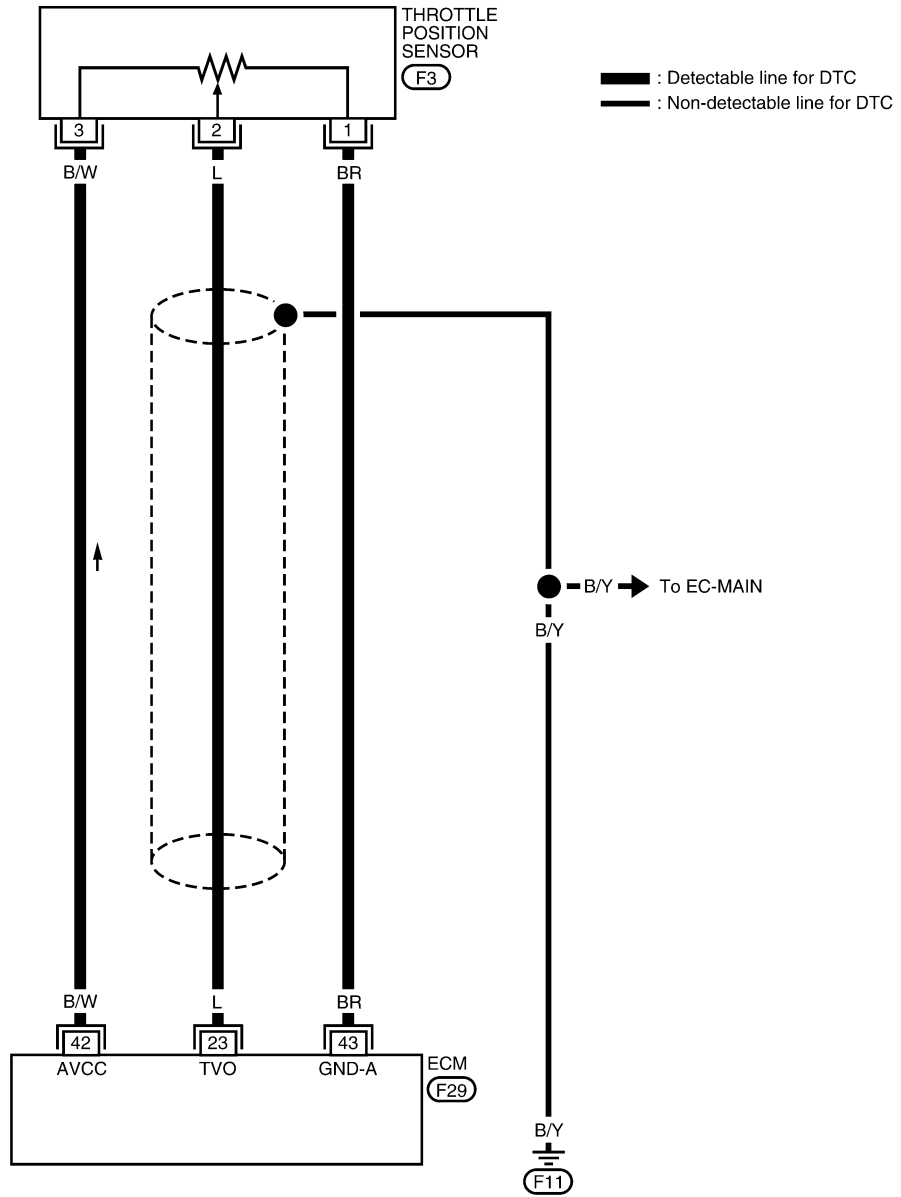 THROTTLE
POSITION
SENSOR
F3
: Detectable line for DTC
: Non-detectable line for DTC
3 2 1
B/W L BR
B/Y To EC-MAIN
B/Y
B/W L BR
42 23 43
AVCC TVO GND-A
ECM
F29
B/Y
F11